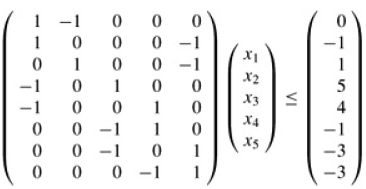 1 −1 0 0 0 0
1 0 0 0 −1 −1
0 1 0 0 −1 x₁ 1
−1 0 1 0 0 x₂ 5
−1 0 0 1 0 x₃ ≤ 4
0 0 −1 1 0 x₄ −1
0 0 −1 0 1 x₅ −3
0 0 0 −1 1 −3